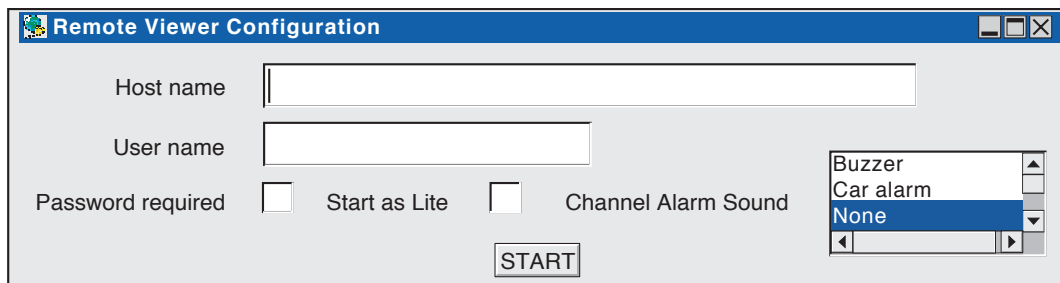 Remote Viewer Configuration
Host name
User name
Password required Start as Lite Channel Alarm Sound
Buzzer
Car alarm
None
START